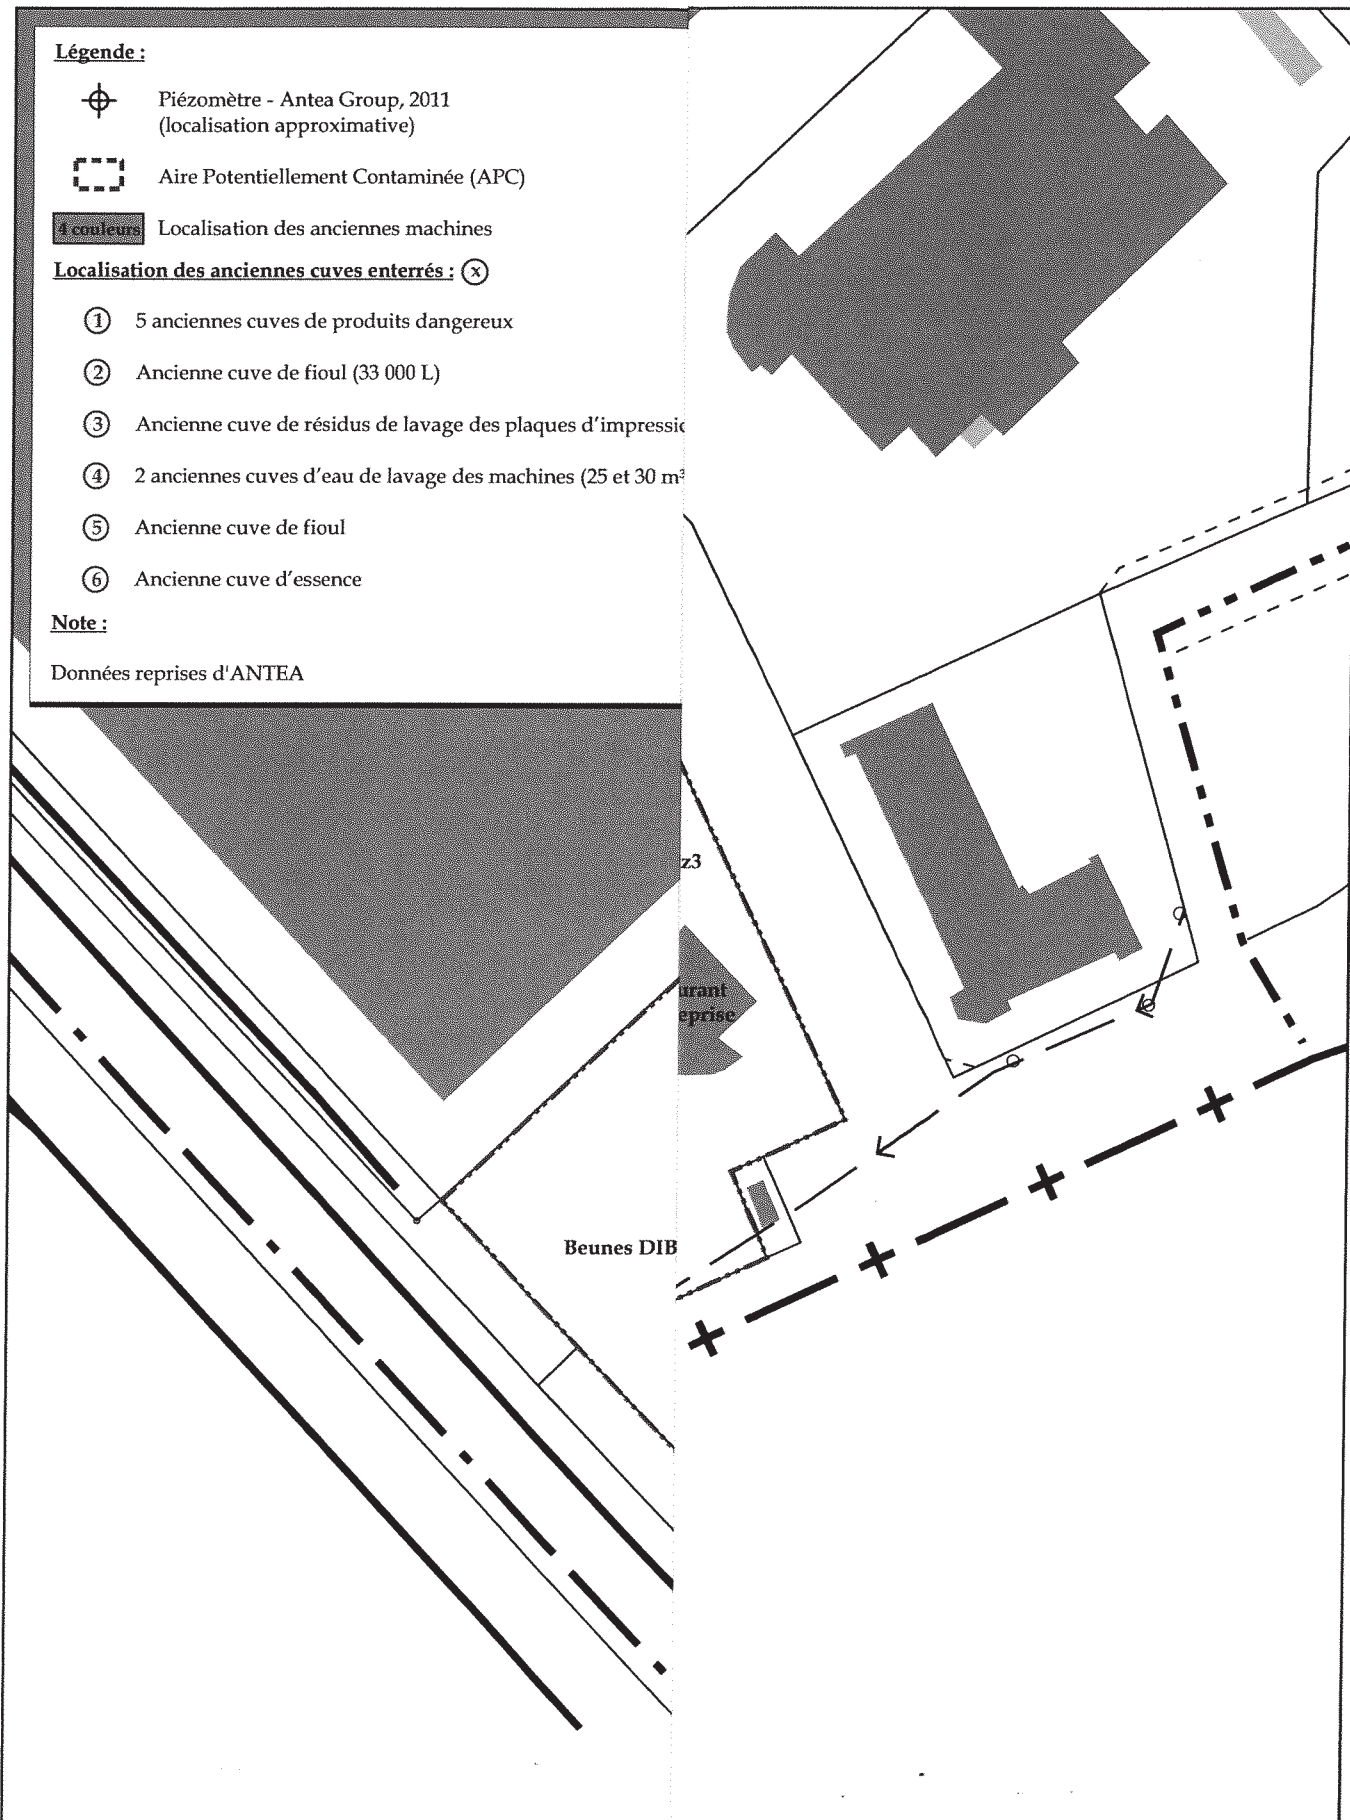 Légende :
Piézomètre - Antea Group, 2011
(localisation approximative)
Aire Potentiellement Contaminée (APC)
4 couleurs Localisation des anciennes machines
Localisation des anciennes cuves enterrés : (x)
1 5 anciennes cuves de produits dangereux
2 Ancienne cuve de fioul (33 000 L)
3 Ancienne cuve de résidus de lavage des plaques d'impressio
4 2 anciennes cuves d'eau de lavage des machines (25 et 30 m³
5 Ancienne cuve de fioul
6 Ancienne cuve d'essence
Note :
Données reprises d'ANTEA
z3
urant
eprise
Beunes DIB